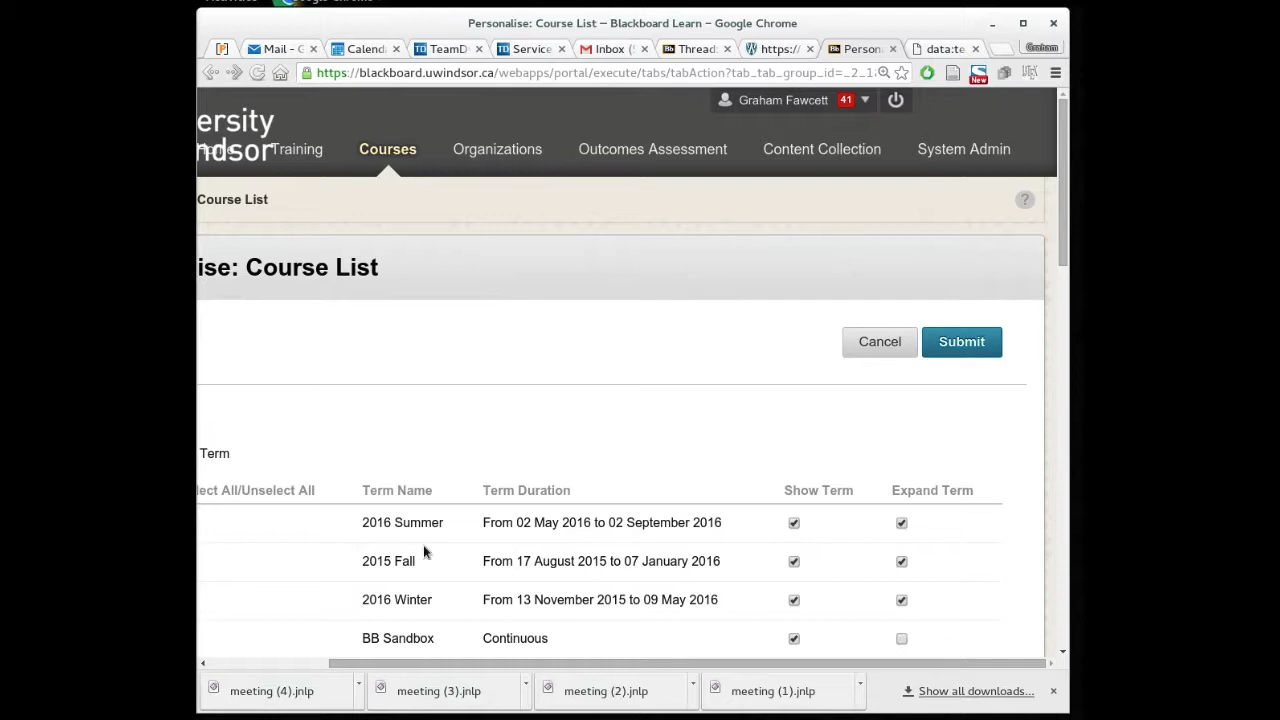 Personalise: Course List – Blackboard Learn – Google Chrome
Mail - G
Calend
TeamD
Service
Inbox (
Thread
https:/
Person
data:te
Graham
https://blackboard.uwindsor.ca/webapps/portal/execute/tabs/tabAction?tab_tab_group_id=_2_1
New
ersity
ndsor
Graham Fawcett 41
Training Courses Organizations Outcomes Assessment Content Collection System Admin
Course List ?
ise: Course List
Cancel Submit
Term
lect All/Unselect All Term Name Term Duration Show Term Expand Term
2016 Summer From 02 May 2016 to 02 September 2016
2015 Fall From 17 August 2015 to 07 January 2016
2016 Winter From 13 November 2015 to 09 May 2016
BB Sandbox Continuous
meeting (4).jnlp meeting (3).jnlp meeting (2).jnlp meeting (1).jnlp Show all downloads...